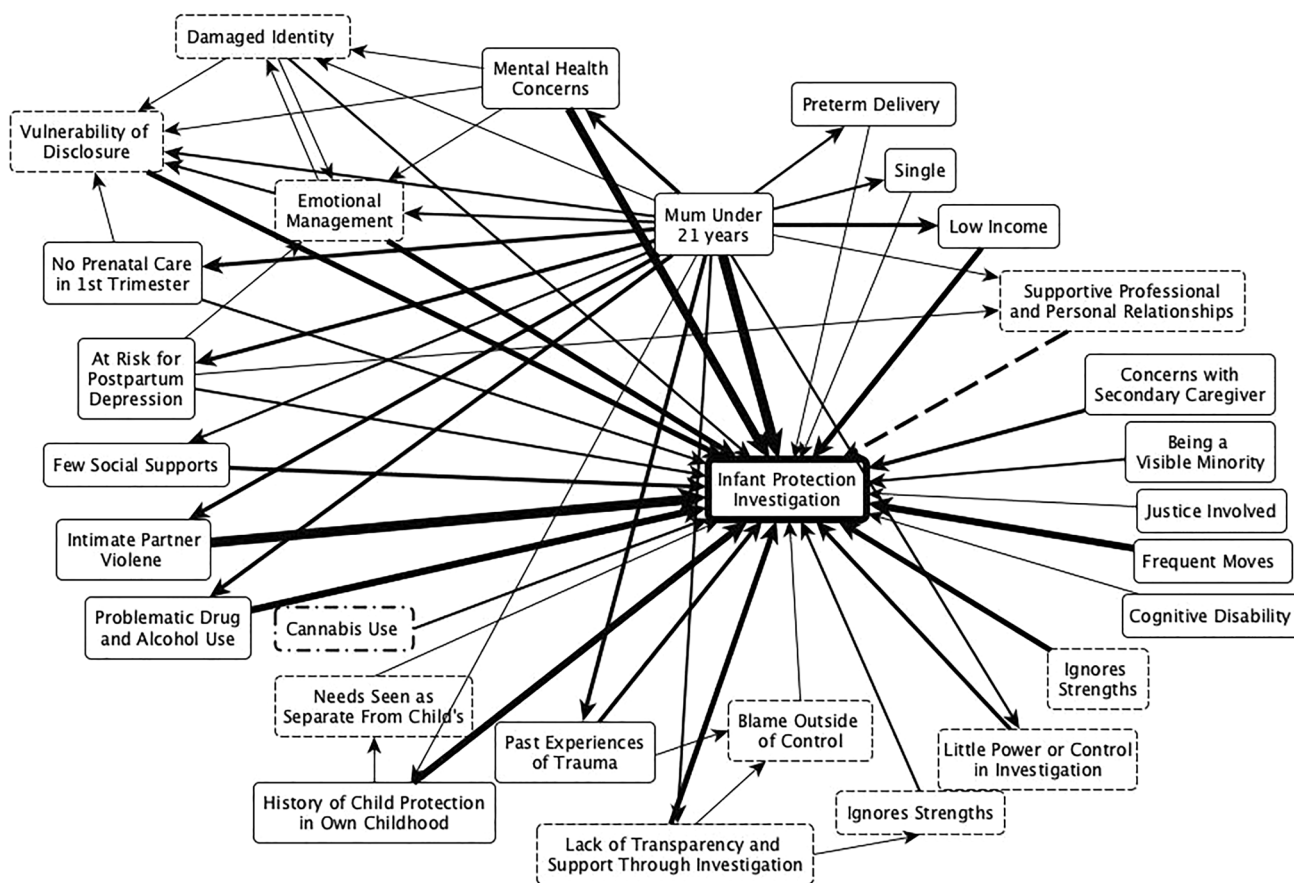 Damaged Identity
Mental Health
Concerns
Preterm Delivery
Vulnerability of
Disclosure
Single
Emotional
Management
Mum Under
21 years
Low Income
No Prenatal Care
in 1st Trimester
Supportive Professional
and Personal Relationships
At Risk for
Postpartum
Depression
Concerns with
Secondary Caregiver
Few Social Supports
Being a
Visible Minority
Infant Protection
Investigation
Justice Involved
Intimate Partner
Violene
Frequent Moves
Problematic Drug
and Alcohol Use
Cannabis Use
Cognitive Disability
Ignores
Strengths
Needs Seen as
Separate From Child's
Blame Outside
of Control
Past Experiences
of Trauma
Little Power or Control
in Investigation
History of Child Protection
in Own Childhood
Ignores Strengths
Lack of Transparency and
Support Through Investigation